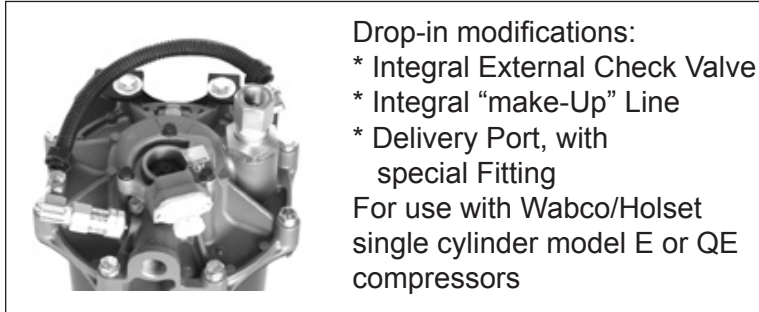 Drop-in modifications:
* Integral External Check Valve
* Integral “make-Up” Line
* Delivery Port, with
special Fitting
For use with Wabco/Holset
single cylinder model E or QE
compressors